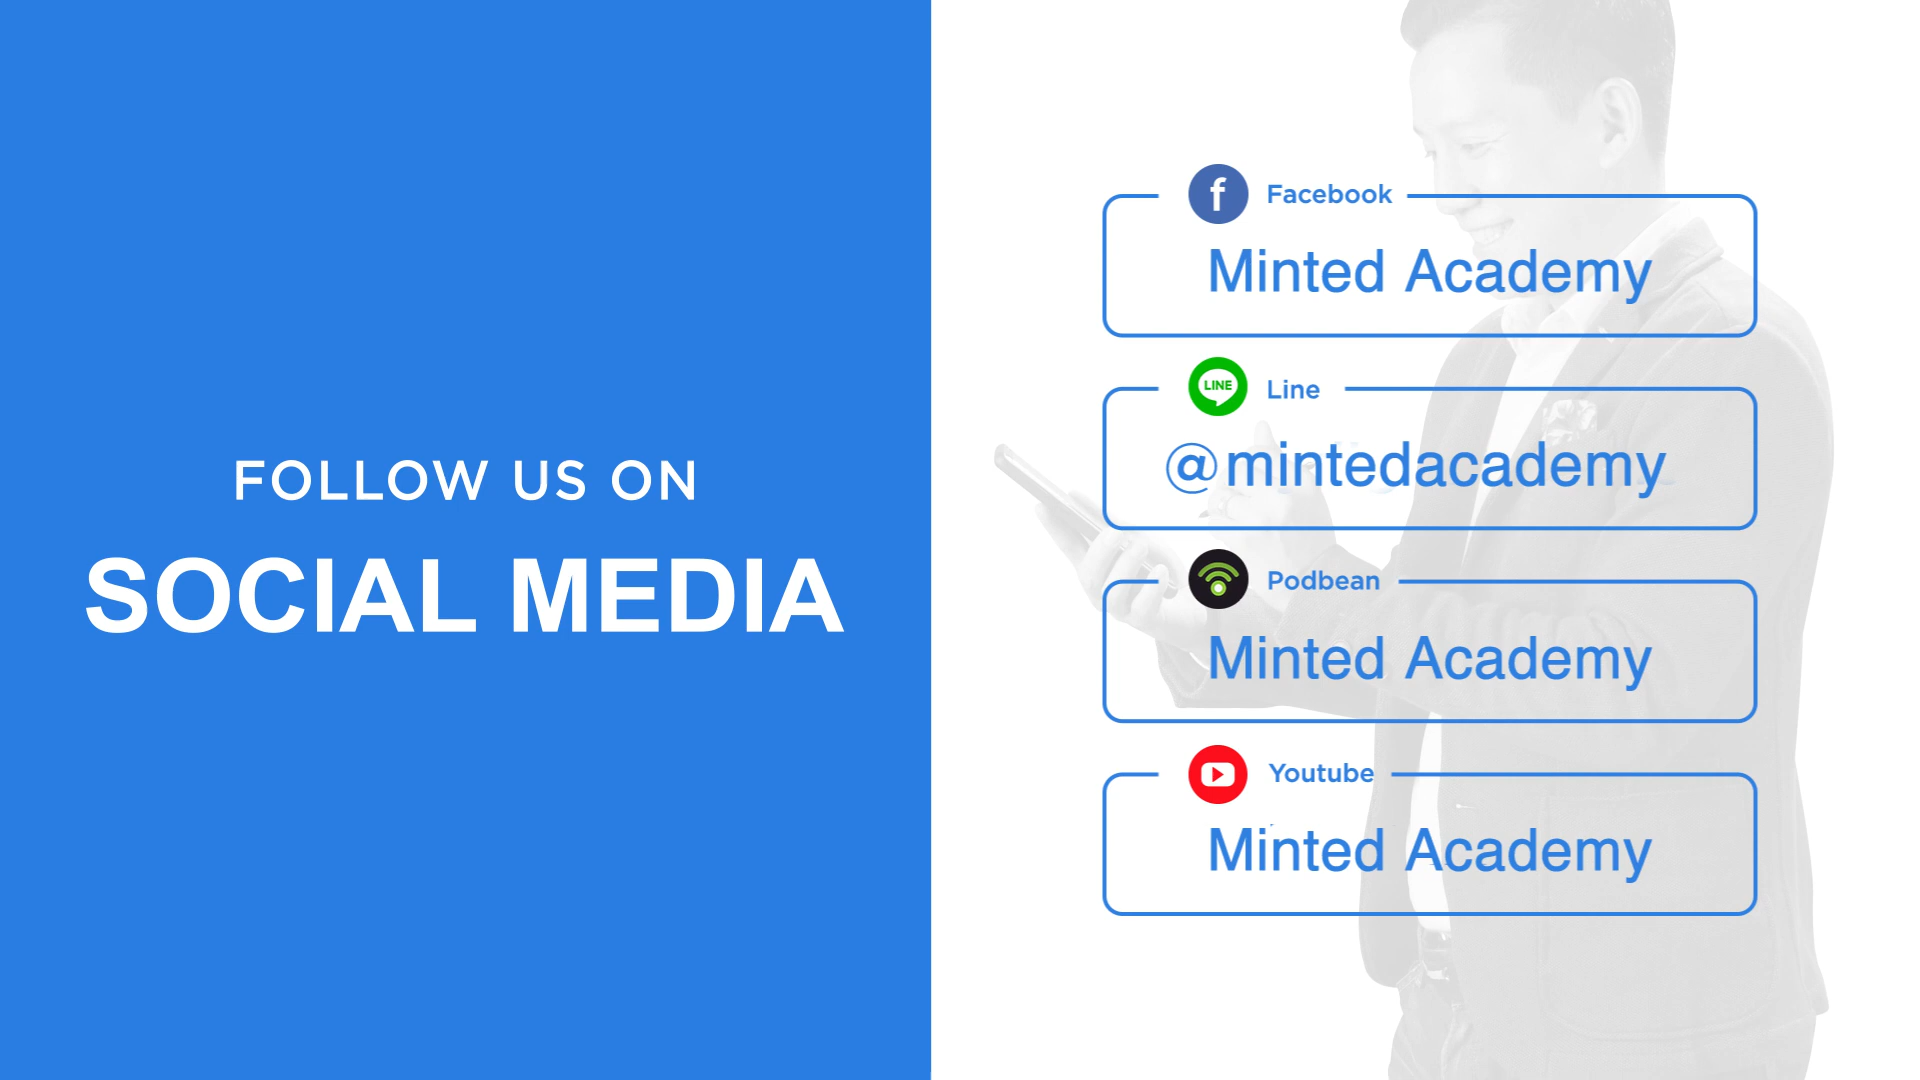 FOLLOW US ON
SOCIAL MEDIA
f Facebook
Minted Academy
LINE Line
@mintedacademy
Podbean
Minted Academy
Youtube
Minted Academy